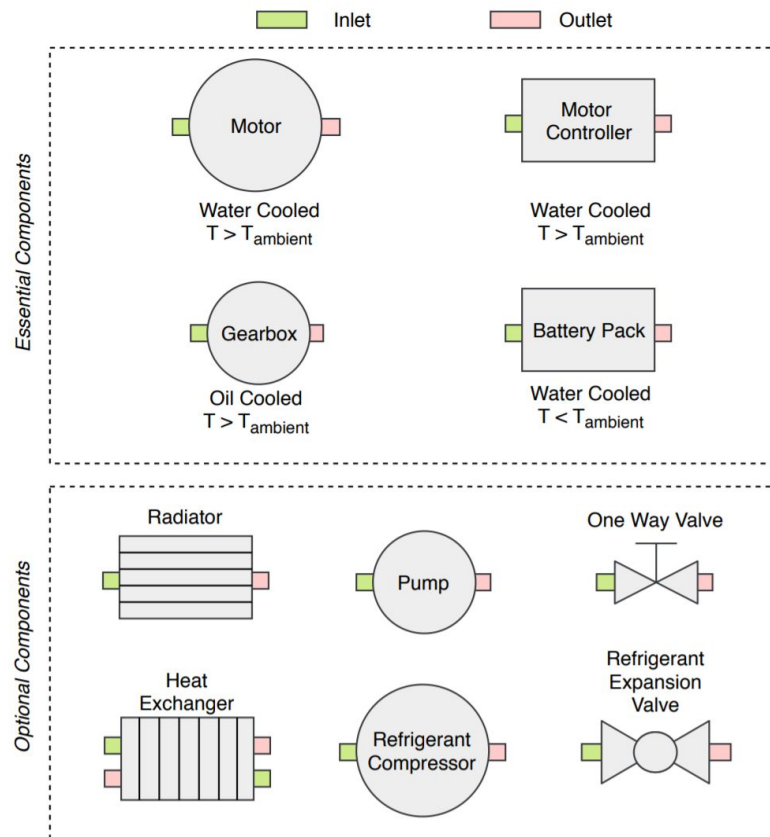 Inlet
Outlet
Essential Components
Motor
Water Cooled
T > Tambient
Motor
Controller
Water Cooled
T > Tambient
Gearbox
Oil Cooled
T > Tambient
Battery Pack
Water Cooled
T < Tambient
Optional Components
Radiator
Pump
One Way Valve
Heat
Exchanger
Refrigerant
Compressor
Refrigerant
Expansion
Valve